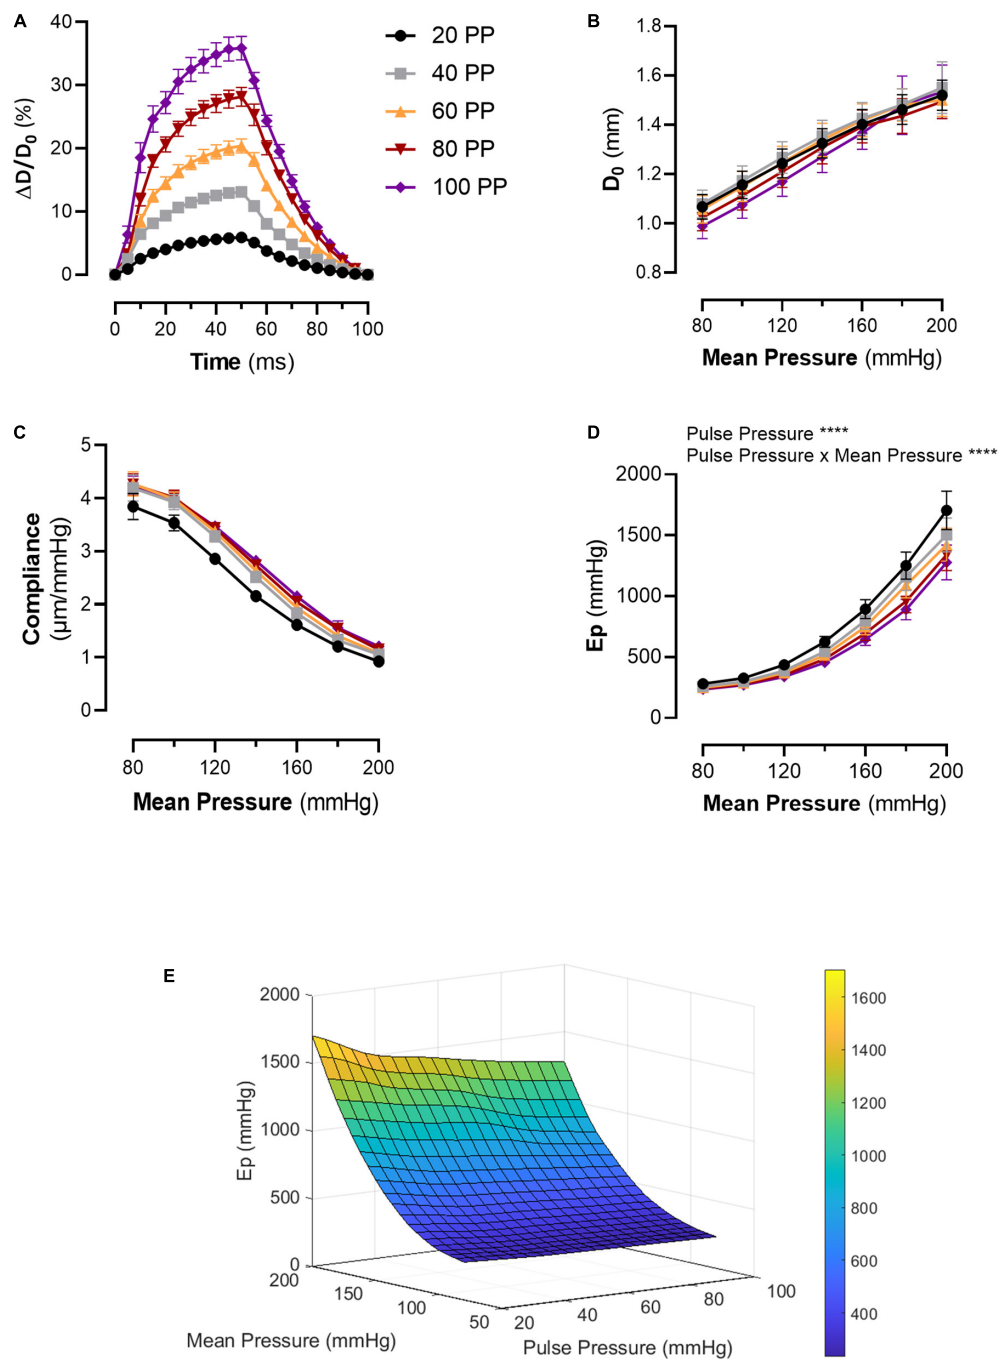 A
40
30
20
10
0
ΔD/D0 (%)
0 20 40 60 80 100
Time (ms)
20 PP
40 PP
60 PP
80 PP
100 PP
B
1.8
1.6
1.4
1.2
1.0
0.8
D0 (mm)
80 120 160 200
Mean Pressure (mmHg)
C
5
4
3
2
1
0
Compliance
(μm/mmHg)
80 120 160 200
Mean Pressure (mmHg)
D
Pulse Pressure ****
Pulse Pressure x Mean Pressure ****
2000
1500
1000
500
0
Ep (mmHg)
80 120 160 200
Mean Pressure (mmHg)
E
2000
1500
1000
500
0
Ep (mmHg)
200 150 100 50
Mean Pressure (mmHg)
20 40 60 80 100
Pulse Pressure (mmHg)
1600
1400
1200
1000
800
600
400